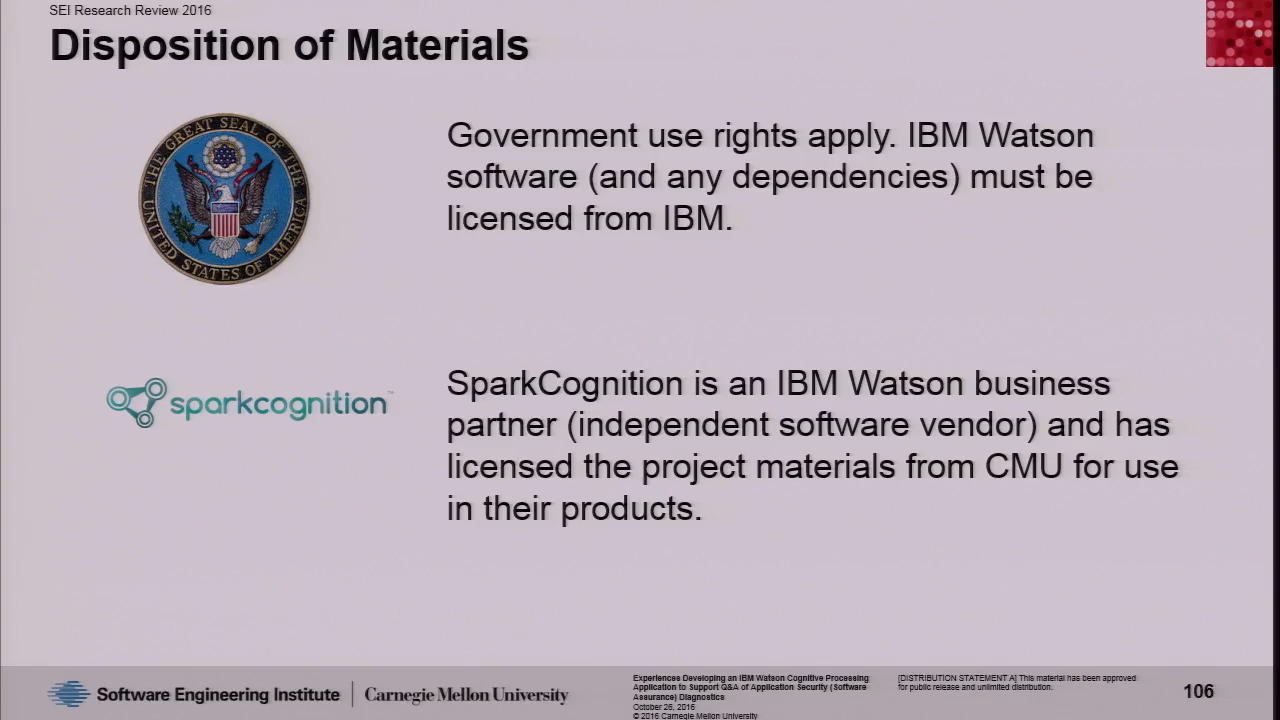 SEI Research Review 2016
Disposition of Materials
THE GREAT SEAL OF THE
UNITED STATES OF AMERICA
Government use rights apply. IBM Watson
software (and any dependencies) must be
licensed from IBM.
sparkcognition™
SparkCognition is an IBM Watson business
partner (independent software vendor) and has
licensed the project materials from CMU for use
in their products.
Software Engineering Institute
Carnegie Mellon University
Experiences Developing an IBM Watson Cognitive Processing
Application to Support Q&A of Application Security (Software
Assurance) Diagnostics
October 26, 2016
© 2016 Carnegie Mellon University
[DISTRIBUTION STATEMENT A] This material has been approved
for public release and unlimited distribution.
106